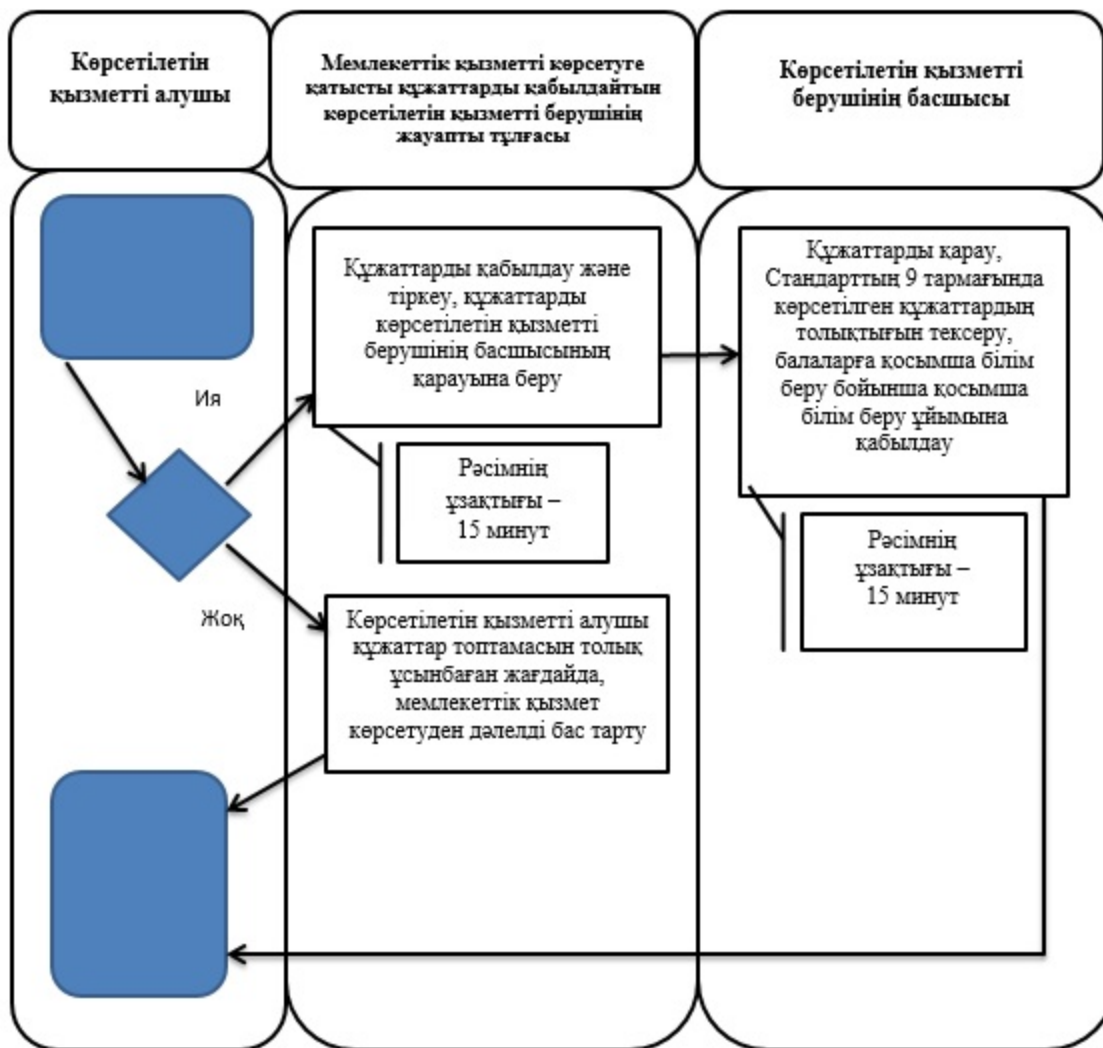 Көрсетілетін
қызметті алушы
Мемлекеттік қызметті көрсетуге
қатысты құжаттарды қабылдайтын
көрсетілетін қызметті берушінің
жауапты тұлғасы
Көрсетілетін қызметті
берушінің басшысы
Құжаттарды қабылдау және
тіркеу, құжаттарды
көрсетілетін қызметті
берушінің басшысының
қарауына беру
Құжаттарды қарау,
Стандарттың 9 тармағында
көрсетілген құжаттардың
толықтығын тексеру,
балаларға қосымша білім
беру бойынша қосымша
білім беру ұйымына
қабылдау
Ия
Рәсімнің
ұзақтығы –
15 минут
Рәсімнің
ұзақтығы –
15 минут
Жоқ
Көрсетілетін қызметті алушы
құжаттар топтамасын толық
ұсынбаған жағдайда,
мемлекеттік қызмет
көрсетуден дәлелді бас тарту